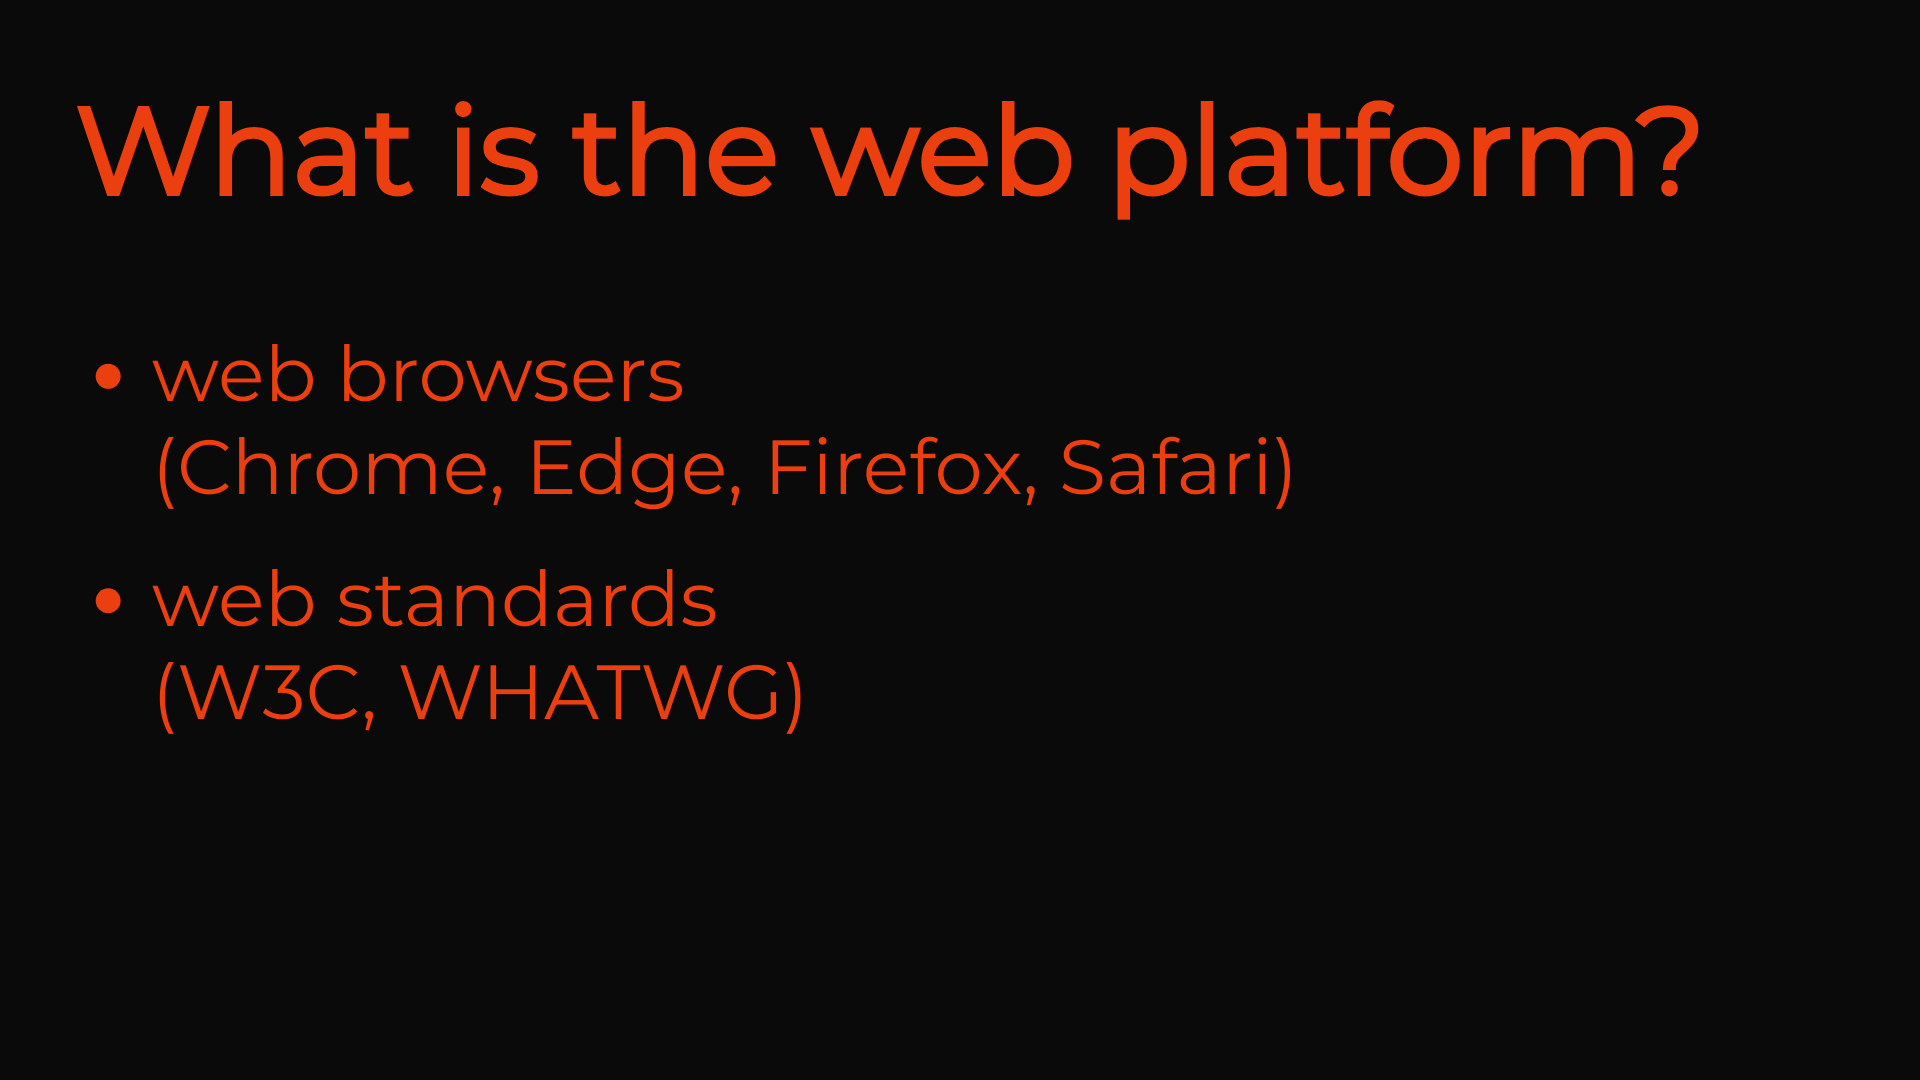 What is the web platform?
• web browsers
(Chrome, Edge, Firefox, Safari)
• web standards
(W3C, WHATWG)